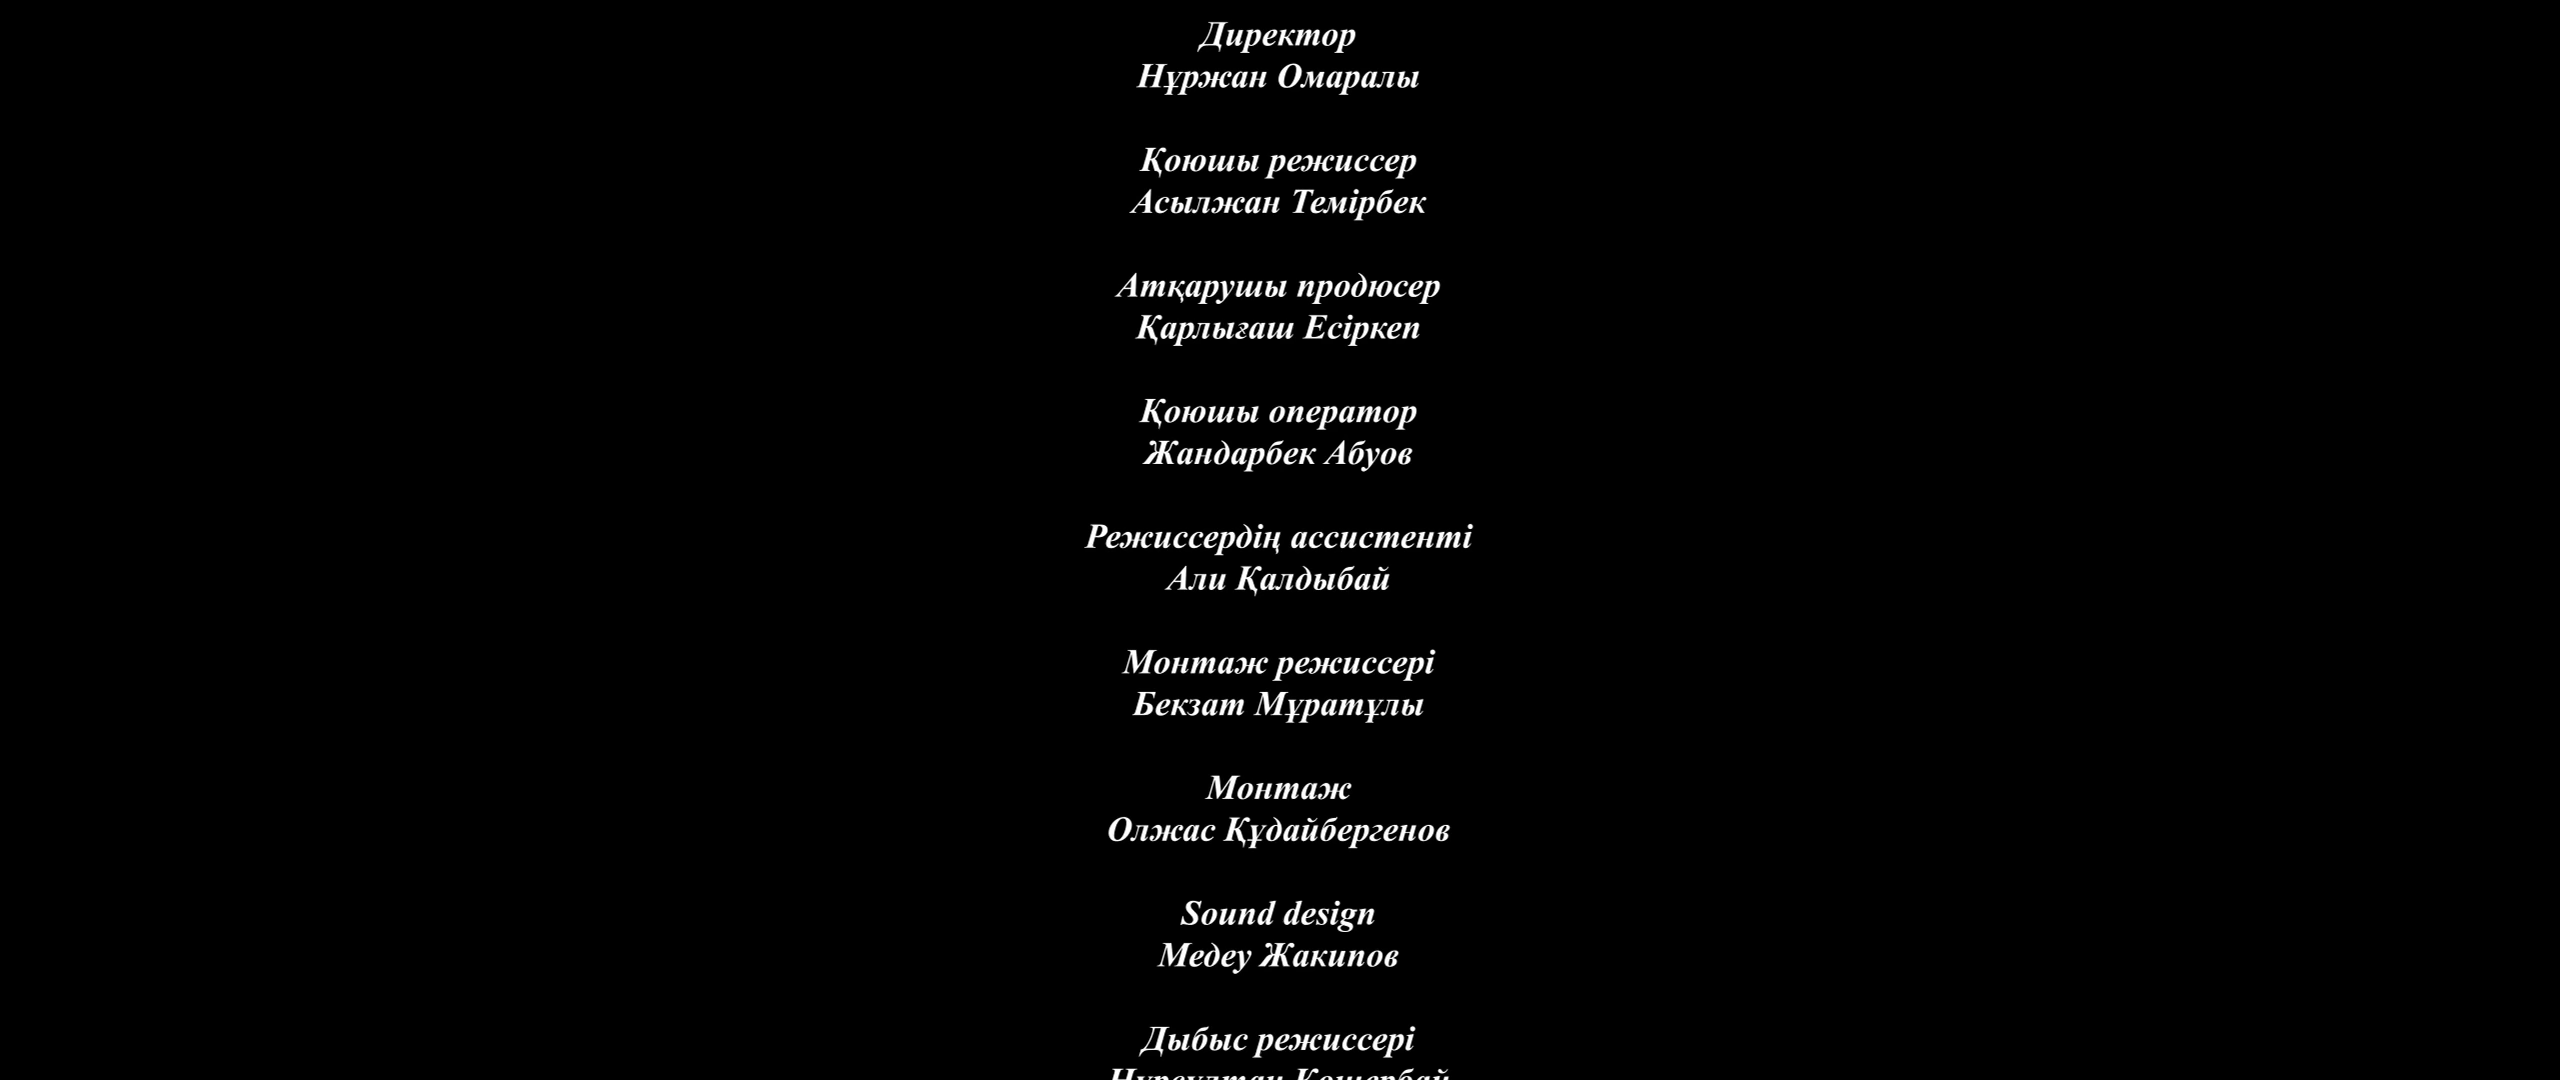 Директор
Нұржан Омаралы
Қоюшы режиссер
Асылжан Темірбек
Атқарушы продюсер
Қарлығаш Есіркеп
Қоюшы оператор
Жандарбек Абуов
Режиссердің ассистенті
Али Қалдыбай
Монтаж режиссері
Бекзат Мұратұлы
Монтаж
Олжас Құдайбергенов
Sound design
Медеу Жакипов
Дыбыс режиссері